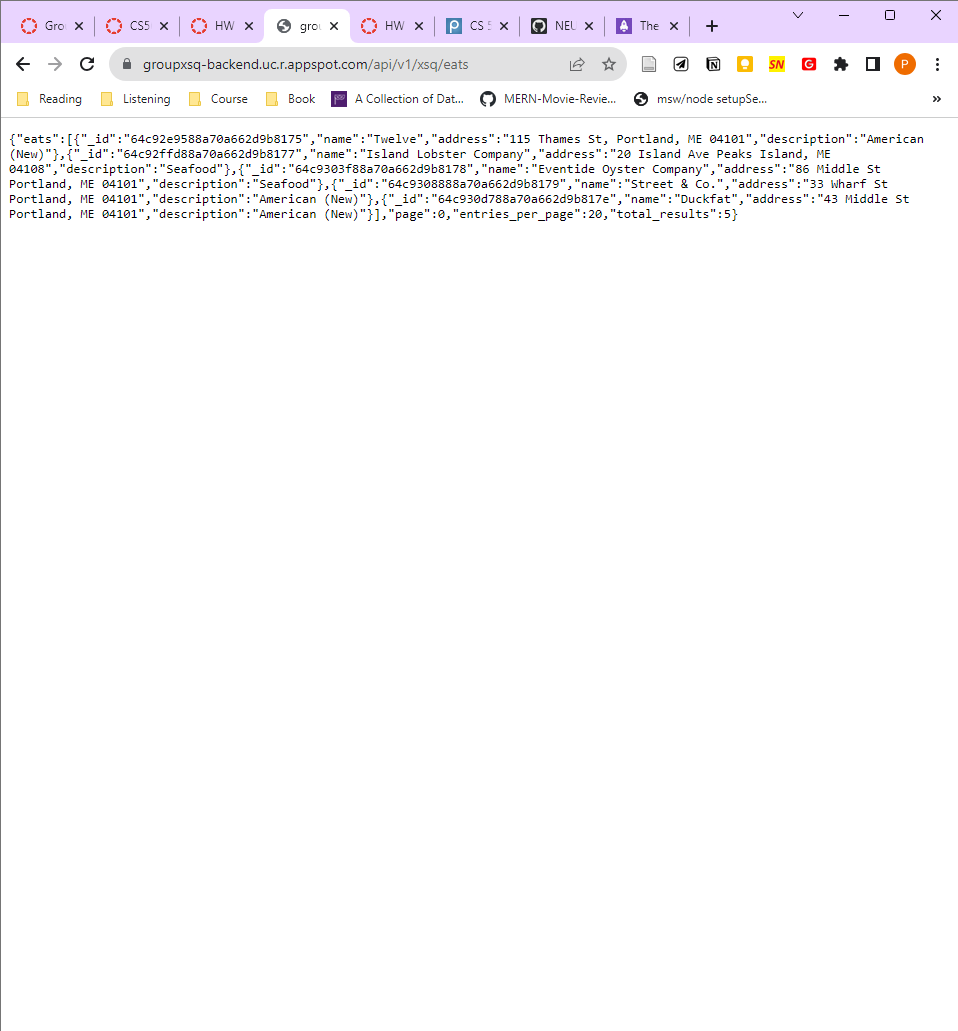 Gro
CS5
HW
grou
HW
CS 5
NEU
The
groupxsq-backend.uc.r.appspot.com/api/v1/xsq/eats
SN
G
P
Reading
Listening
Course
Book
A Collection of Dat...
MERN-Movie-Revie...
msw/node setupSe...
»
{"eats":[{"_id":"64c92e9588a70a662d9b8175","name":"Twelve","address":"115 Thames St, Portland, ME 04101","description":"American
(New)"},{"_id":"64c92ffd88a70a662d9b8177","name":"Island Lobster Company","address":"20 Island Ave Peaks Island, ME
04108","description":"Seafood"},{"_id":"64c9303f88a70a662d9b8178","name":"Eventide Oyster Company","address":"86 Middle St
Portland, ME 04101","description":"Seafood"},{"_id":"64c9308888a70a662d9b8179","name":"Street & Co.","address":"33 Wharf St
Portland, ME 04101","description":"American (New)"},{"_id":"64c930d788a70a662d9b817e","name":"Duckfat","address":"43 Middle St
Portland, ME 04101","description":"American (New)"}],"page":0,"entries_per_page":20,"total_results":5}